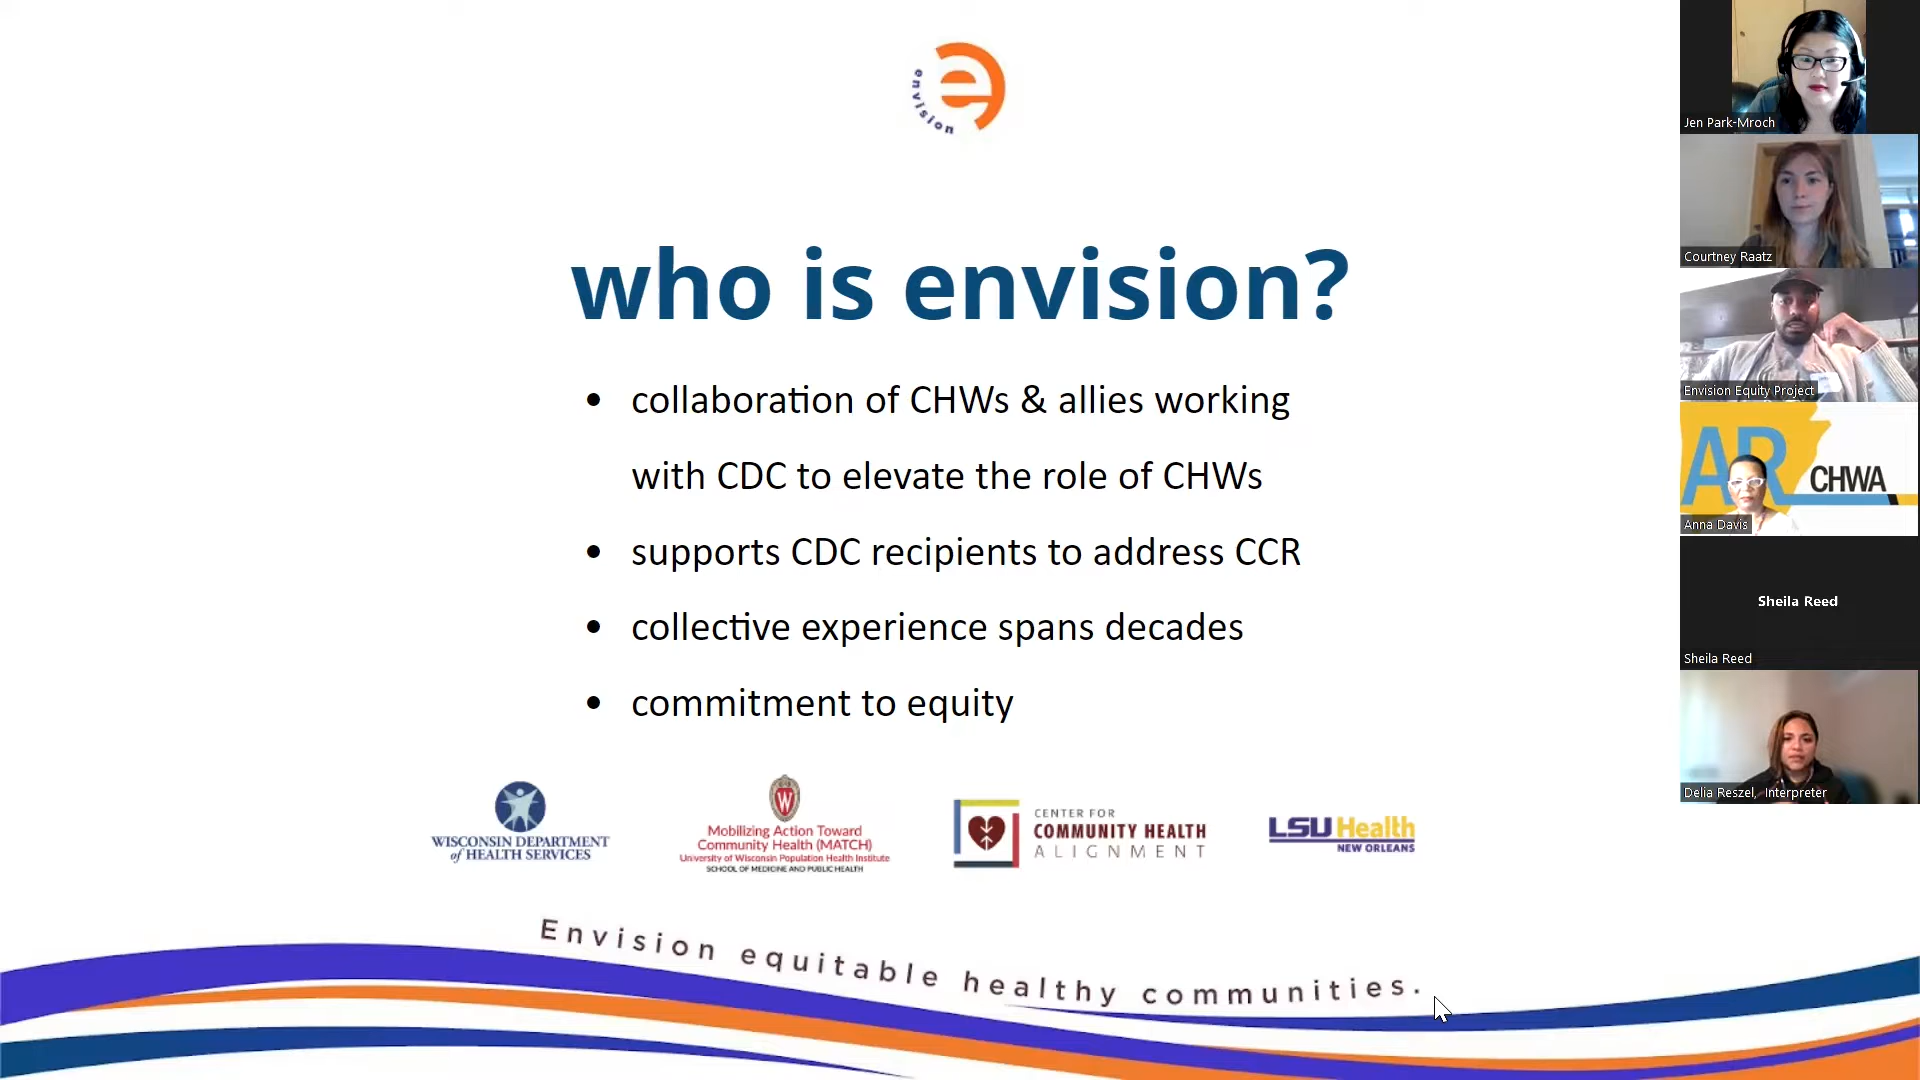 envision
who is envision?
• collaboration of CHWs & allies working
with CDC to elevate the role of CHWs
• supports CDC recipients to address CCR
• collective experience spans decades
• commitment to equity
WISCONSIN DEPARTMENT
of HEALTH SERVICES
W
Mobilizing Action Toward
Community Health (MATCH)
University of Wisconsin Population Health Institute
SCHOOL OF MEDICINE AND PUBLIC HEALTH
CENTER FOR
COMMUNITY HEALTH
ALIGNMENT
LSU Health
NEW ORLEANS
Envision equitable healthy communities.
Jen Park-Mroch
Courtney Raatz
Envision Equity Project
AR
CHWA
Anna Davis
Sheila Reed
Sheila Reed
Delia Reszel, Interpreter